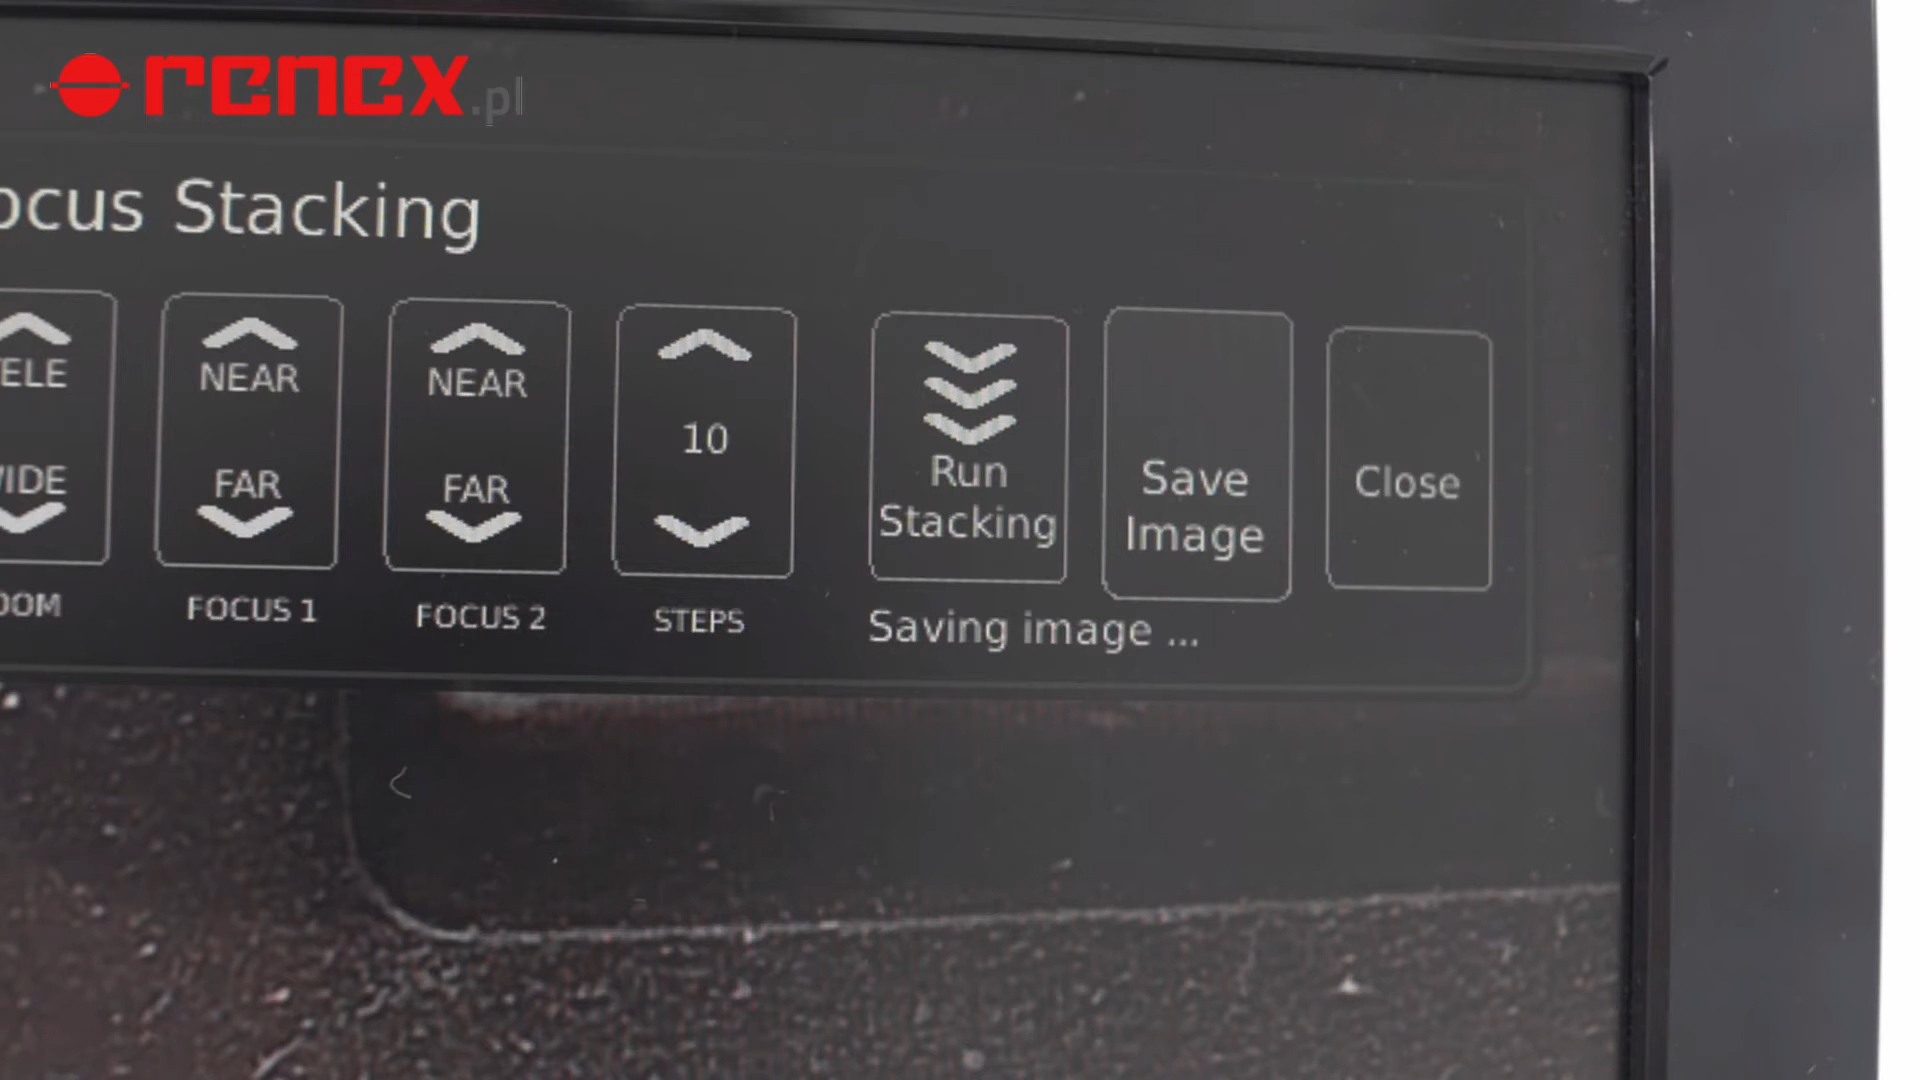 renex.pl
ocus Stacking
ELE
NEAR
NEAR
10
Run
Stacking
Save
Image
Close
IDE
FAR
FAR
OOM
FOCUS 1
FOCUS 2
STEPS
Saving image ...